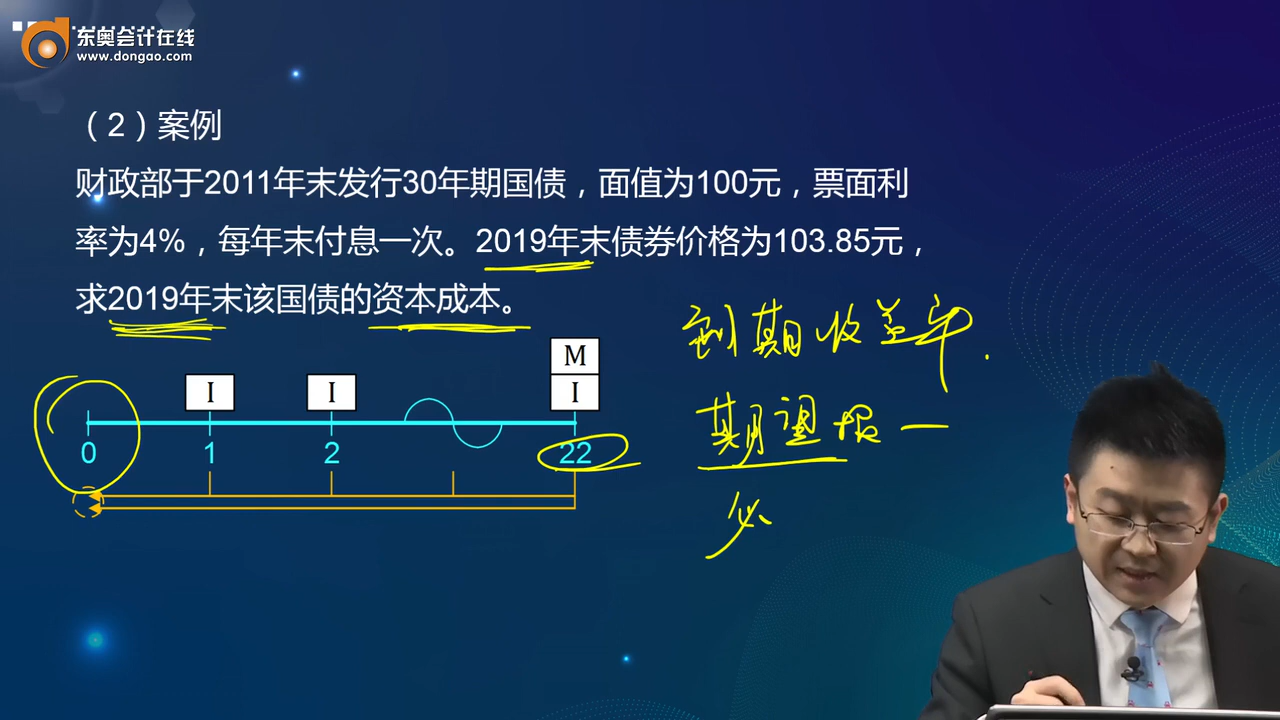 东奥会计在线
www.dongao.com
（2）案例
财政部于2011年末发行30年期国债，面值为100元，票面利
率为4%，每年末付息一次。2019年末债券价格为103.85元，
求2019年末该国债的资本成本。
到期收益率.
期望报一
必
M
I
I
I
0
1
2
22